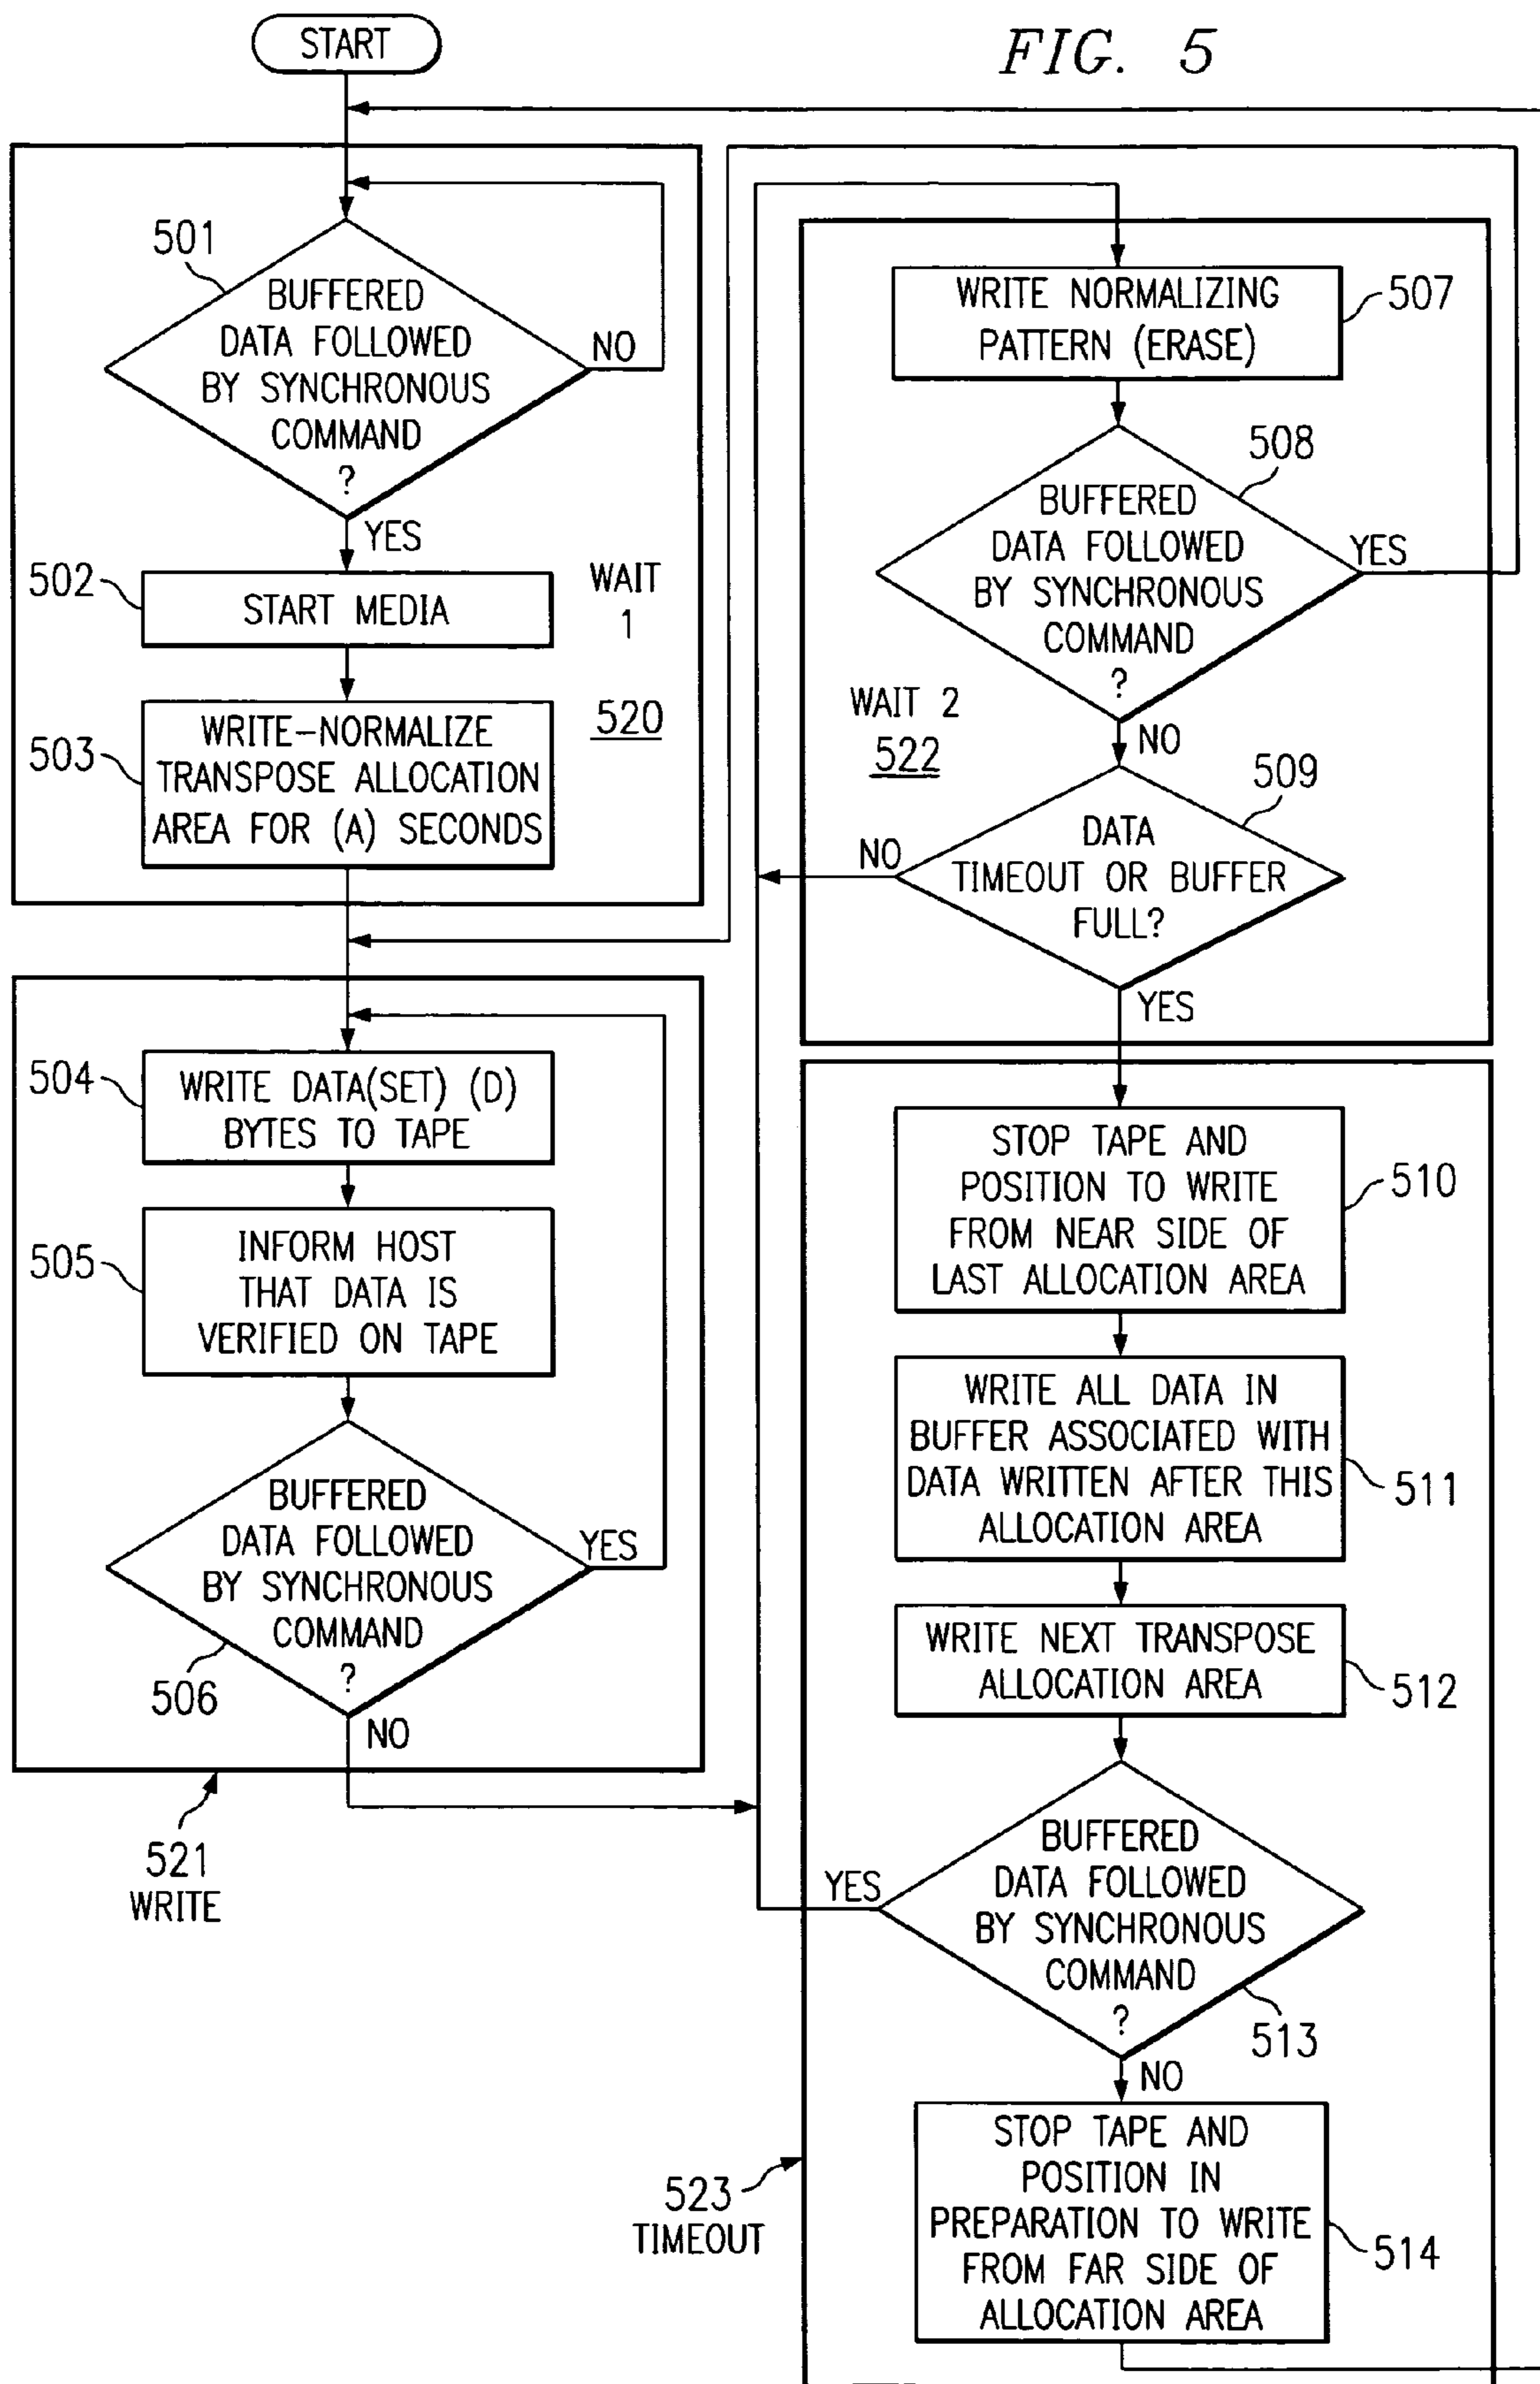 FIG. 5
START
501
BUFFERED
DATA FOLLOWED
BY SYNCHRONOUS
COMMAND
?
NO
YES
502
START MEDIA
WAIT
1
503
WRITE-NORMALIZE
TRANSPOSE ALLOCATION
AREA FOR (A) SECONDS
520
504
WRITE DATA(SET) (D)
BYTES TO TAPE
505
INFORM HOST
THAT DATA IS
VERIFIED ON TAPE
BUFFERED
DATA FOLLOWED
BY SYNCHRONOUS
COMMAND
?
YES
506
NO
521
WRITE
WRITE NORMALIZING
PATTERN (ERASE)
507
508
BUFFERED
DATA FOLLOWED
BY SYNCHRONOUS
COMMAND
?
YES
WAIT 2
522
NO
509
DATA
TIMEOUT OR BUFFER
FULL?
NO
YES
STOP TAPE AND
POSITION TO WRITE
FROM NEAR SIDE OF
LAST ALLOCATION AREA
510
WRITE ALL DATA IN
BUFFER ASSOCIATED WITH
DATA WRITTEN AFTER THIS
ALLOCATION AREA
511
WRITE NEXT TRANSPOSE
ALLOCATION AREA
512
BUFFERED
DATA FOLLOWED
BY SYNCHRONOUS
COMMAND
?
YES
513
NO
STOP TAPE AND
POSITION IN
PREPARATION TO WRITE
FROM FAR SIDE OF
ALLOCATION AREA
514
523
TIMEOUT